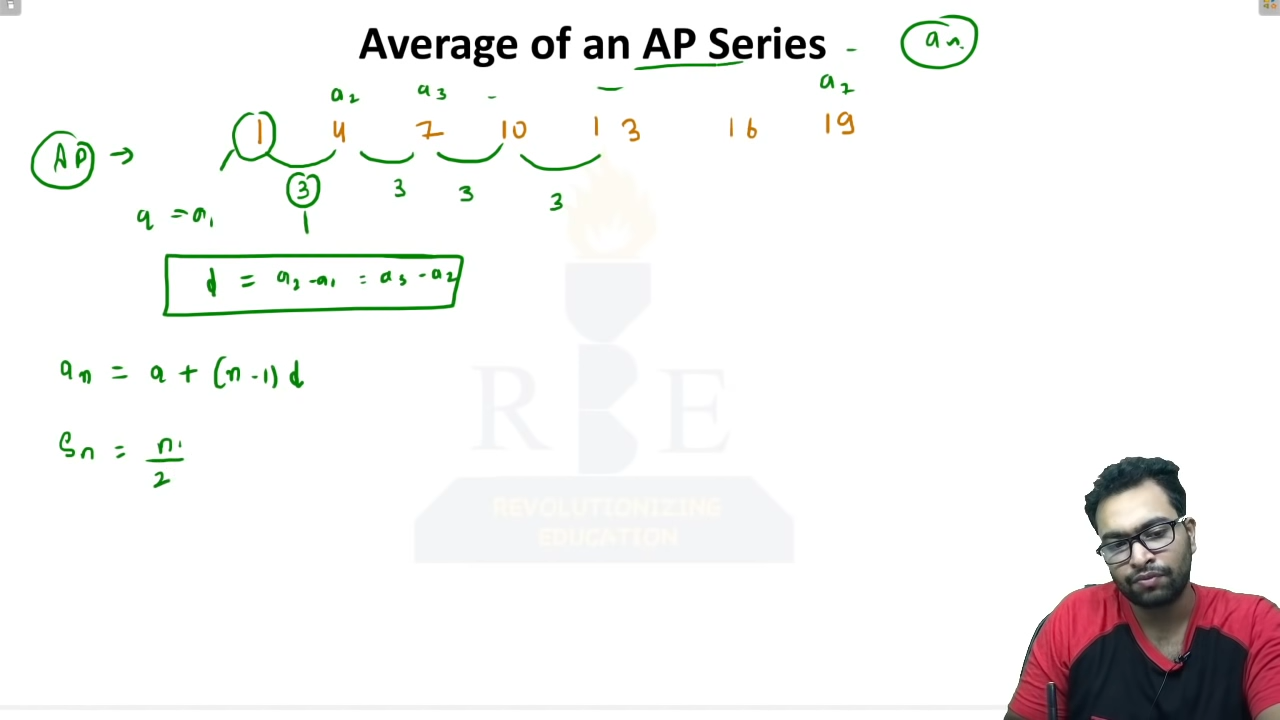 Average of an AP Series - an
a2 a3 - — a7
AP → 1 4 7 10 13 16 19
3 3 3 3
a = a1
d = a2 - a1 = a3 - a2
an = a + (n-1) d
Sn = n/2
R B E
REVOLUTIONIZING
EDUCATION